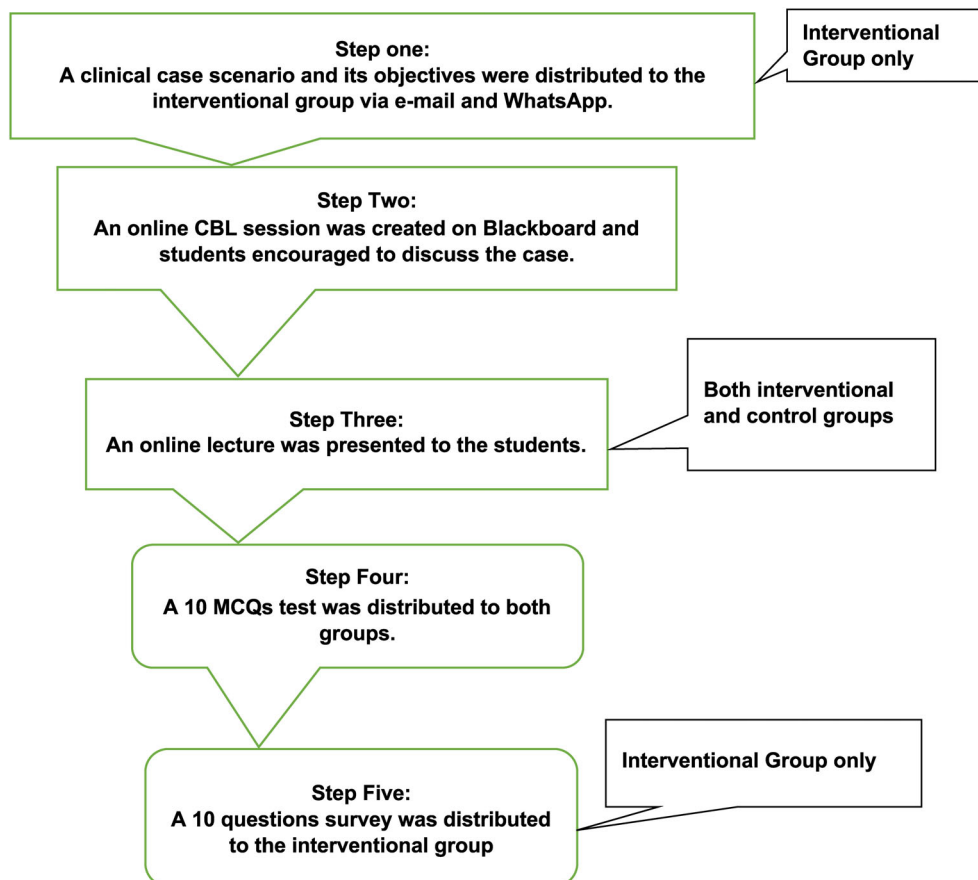 Step one:
A clinical case scenario and its objectives were distributed to the
interventional group via e-mail and WhatsApp.
Interventional
Group only
Step Two:
An online CBL session was created on Blackboard and
students encouraged to discuss the case.
Step Three:
An online lecture was presented to the students.
Both interventional
and control groups
Step Four:
A 10 MCQs test was distributed to both
groups.
Step Five:
A 10 questions survey was distributed
to the interventional group
Interventional Group only